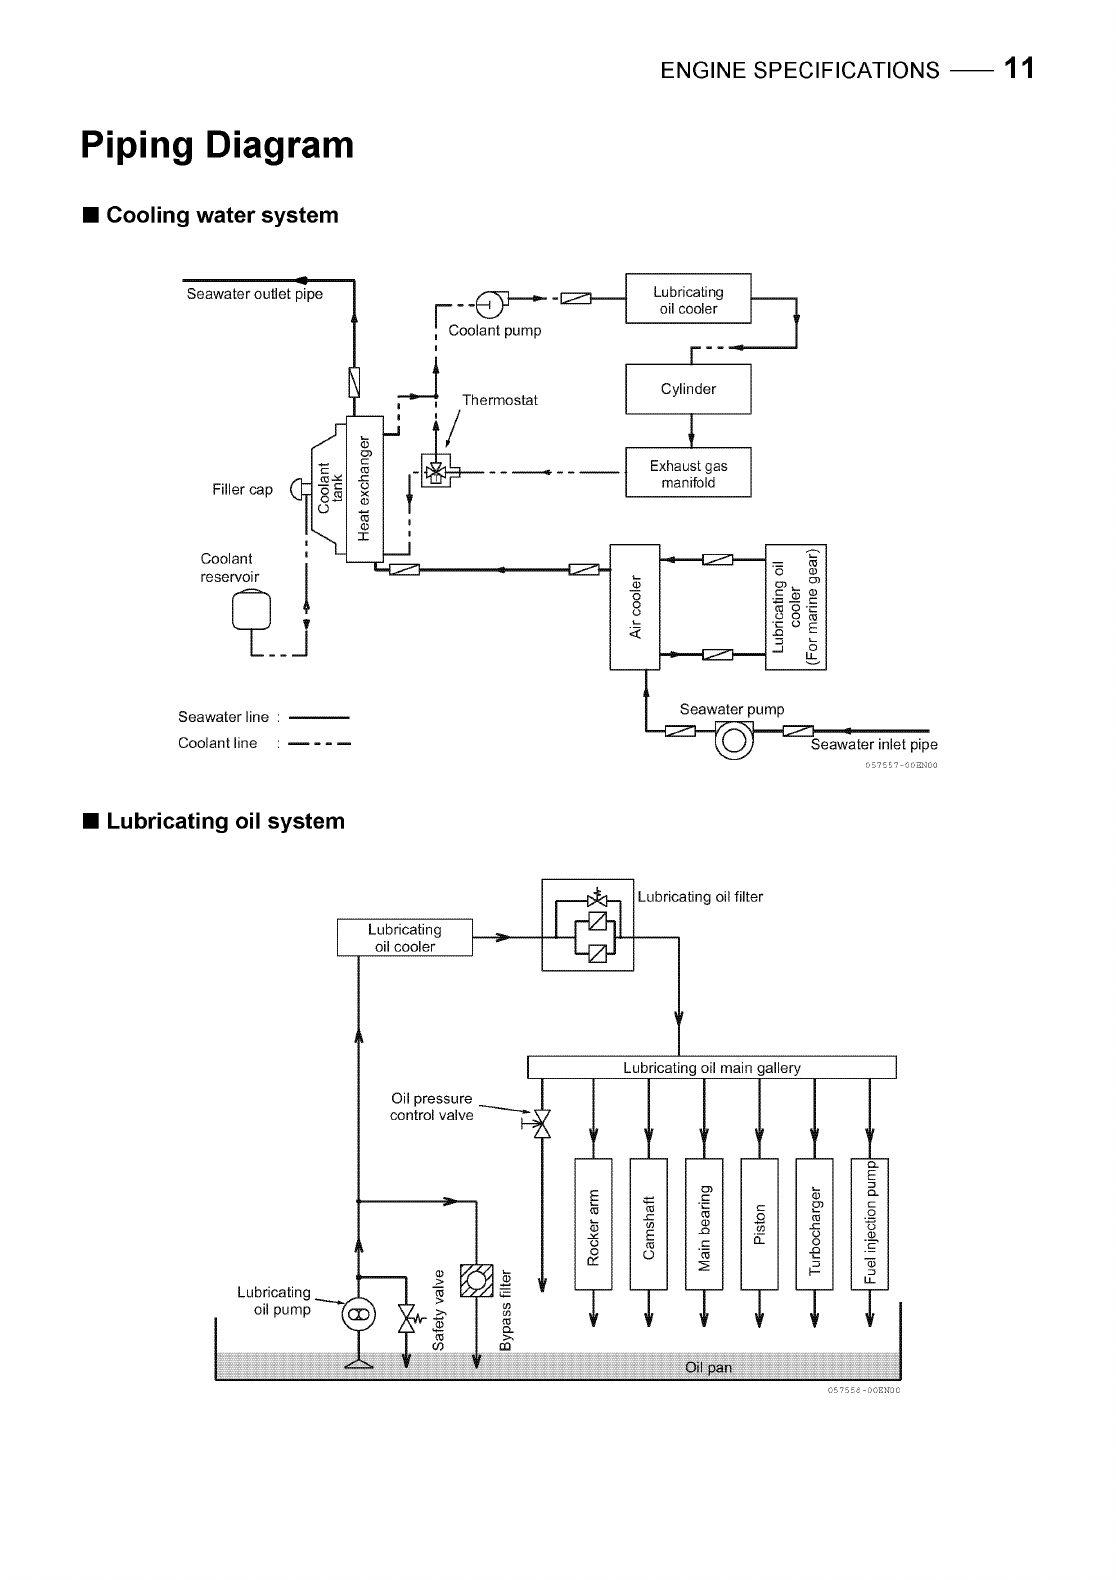 ENGINE SPECIFICATIONS — 11
Piping Diagram
■ Cooling water system
Seawater outlet pipe
Coolant pump
Lubricating
oil cooler
Cylinder
Thermostat
Exhaust gas
manifold
Filler cap
Coolant
tank
Heat exchanger
Coolant
reservoir
Air cooler
Lubricating oil
cooler
(For marine gear)
Seawater pump
Seawater inlet pipe
Seawater line :
Coolant line :
057557-00EN00
■ Lubricating oil system
Lubricating oil filter
Lubricating
oil cooler
Lubricating oil main gallery
Oil pressure
control valve
Rocker arm
Camshaft
Main bearing
Piston
Turbocharger
Fuel injection pump
Lubricating
oil pump
Safety valve
Bypass filter
Oil pan
057558-00EN00